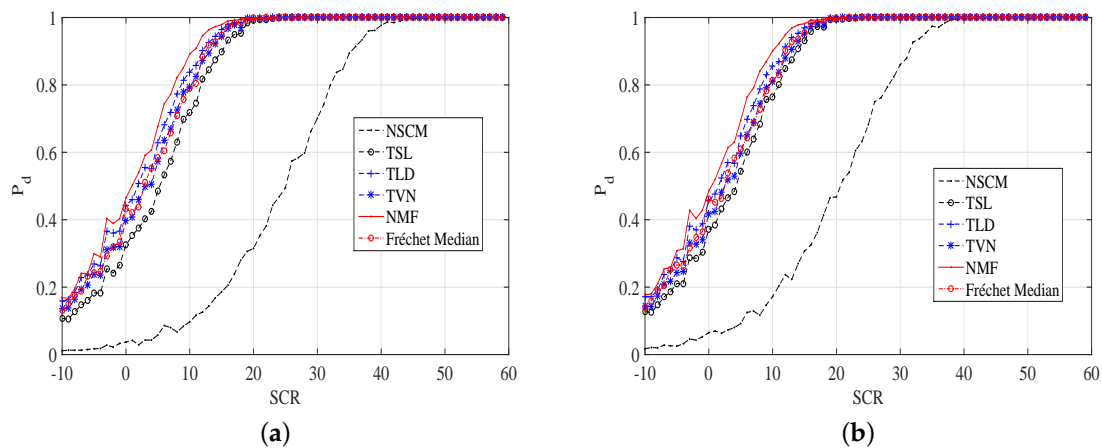 1
0.8
0.6
0.4
0.2
0
P_d
-10 0 10 20 30 40 50 60
SCR
NSCM
TSL
TLD
TVN
NMF
Fréchet Median
(a)
1
0.8
0.6
0.4
0.2
0
P_d
-10 0 10 20 30 40 50 60
SCR
NSCM
TSL
TLD
TVN
NMF
Fréchet Median
(b)